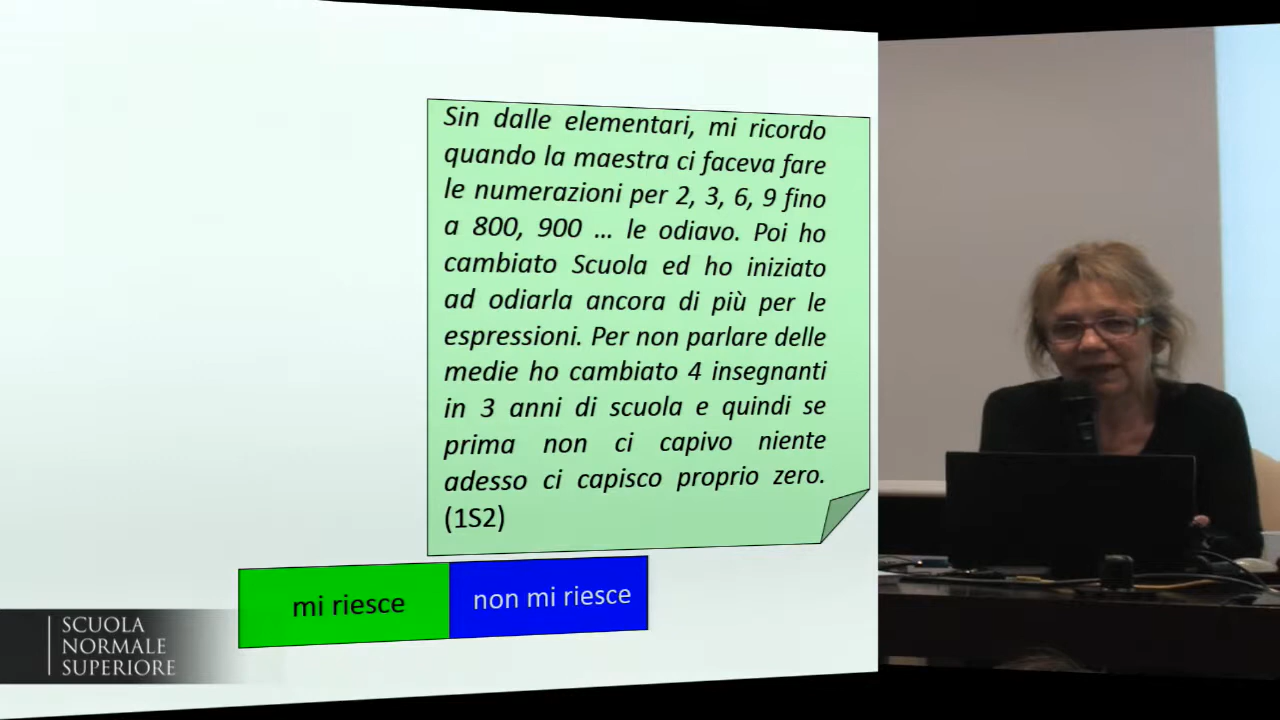 Sin dalle elementari, mi ricordo
quando la maestra ci faceva fare
le numerazioni per 2, 3, 6, 9 fino
a 800, 900 ... le odiavo. Poi ho
cambiato Scuola ed ho iniziato
ad odiarla ancora di più per le
espressioni. Per non parlare delle
medie ho cambiato 4 insegnanti
in 3 anni di scuola e quindi se
prima non ci capivo niente
adesso ci capisco proprio zero.
(1S2)
mi riesce
non mi riesce
SCUOLA
NORMALE
SUPERIORE